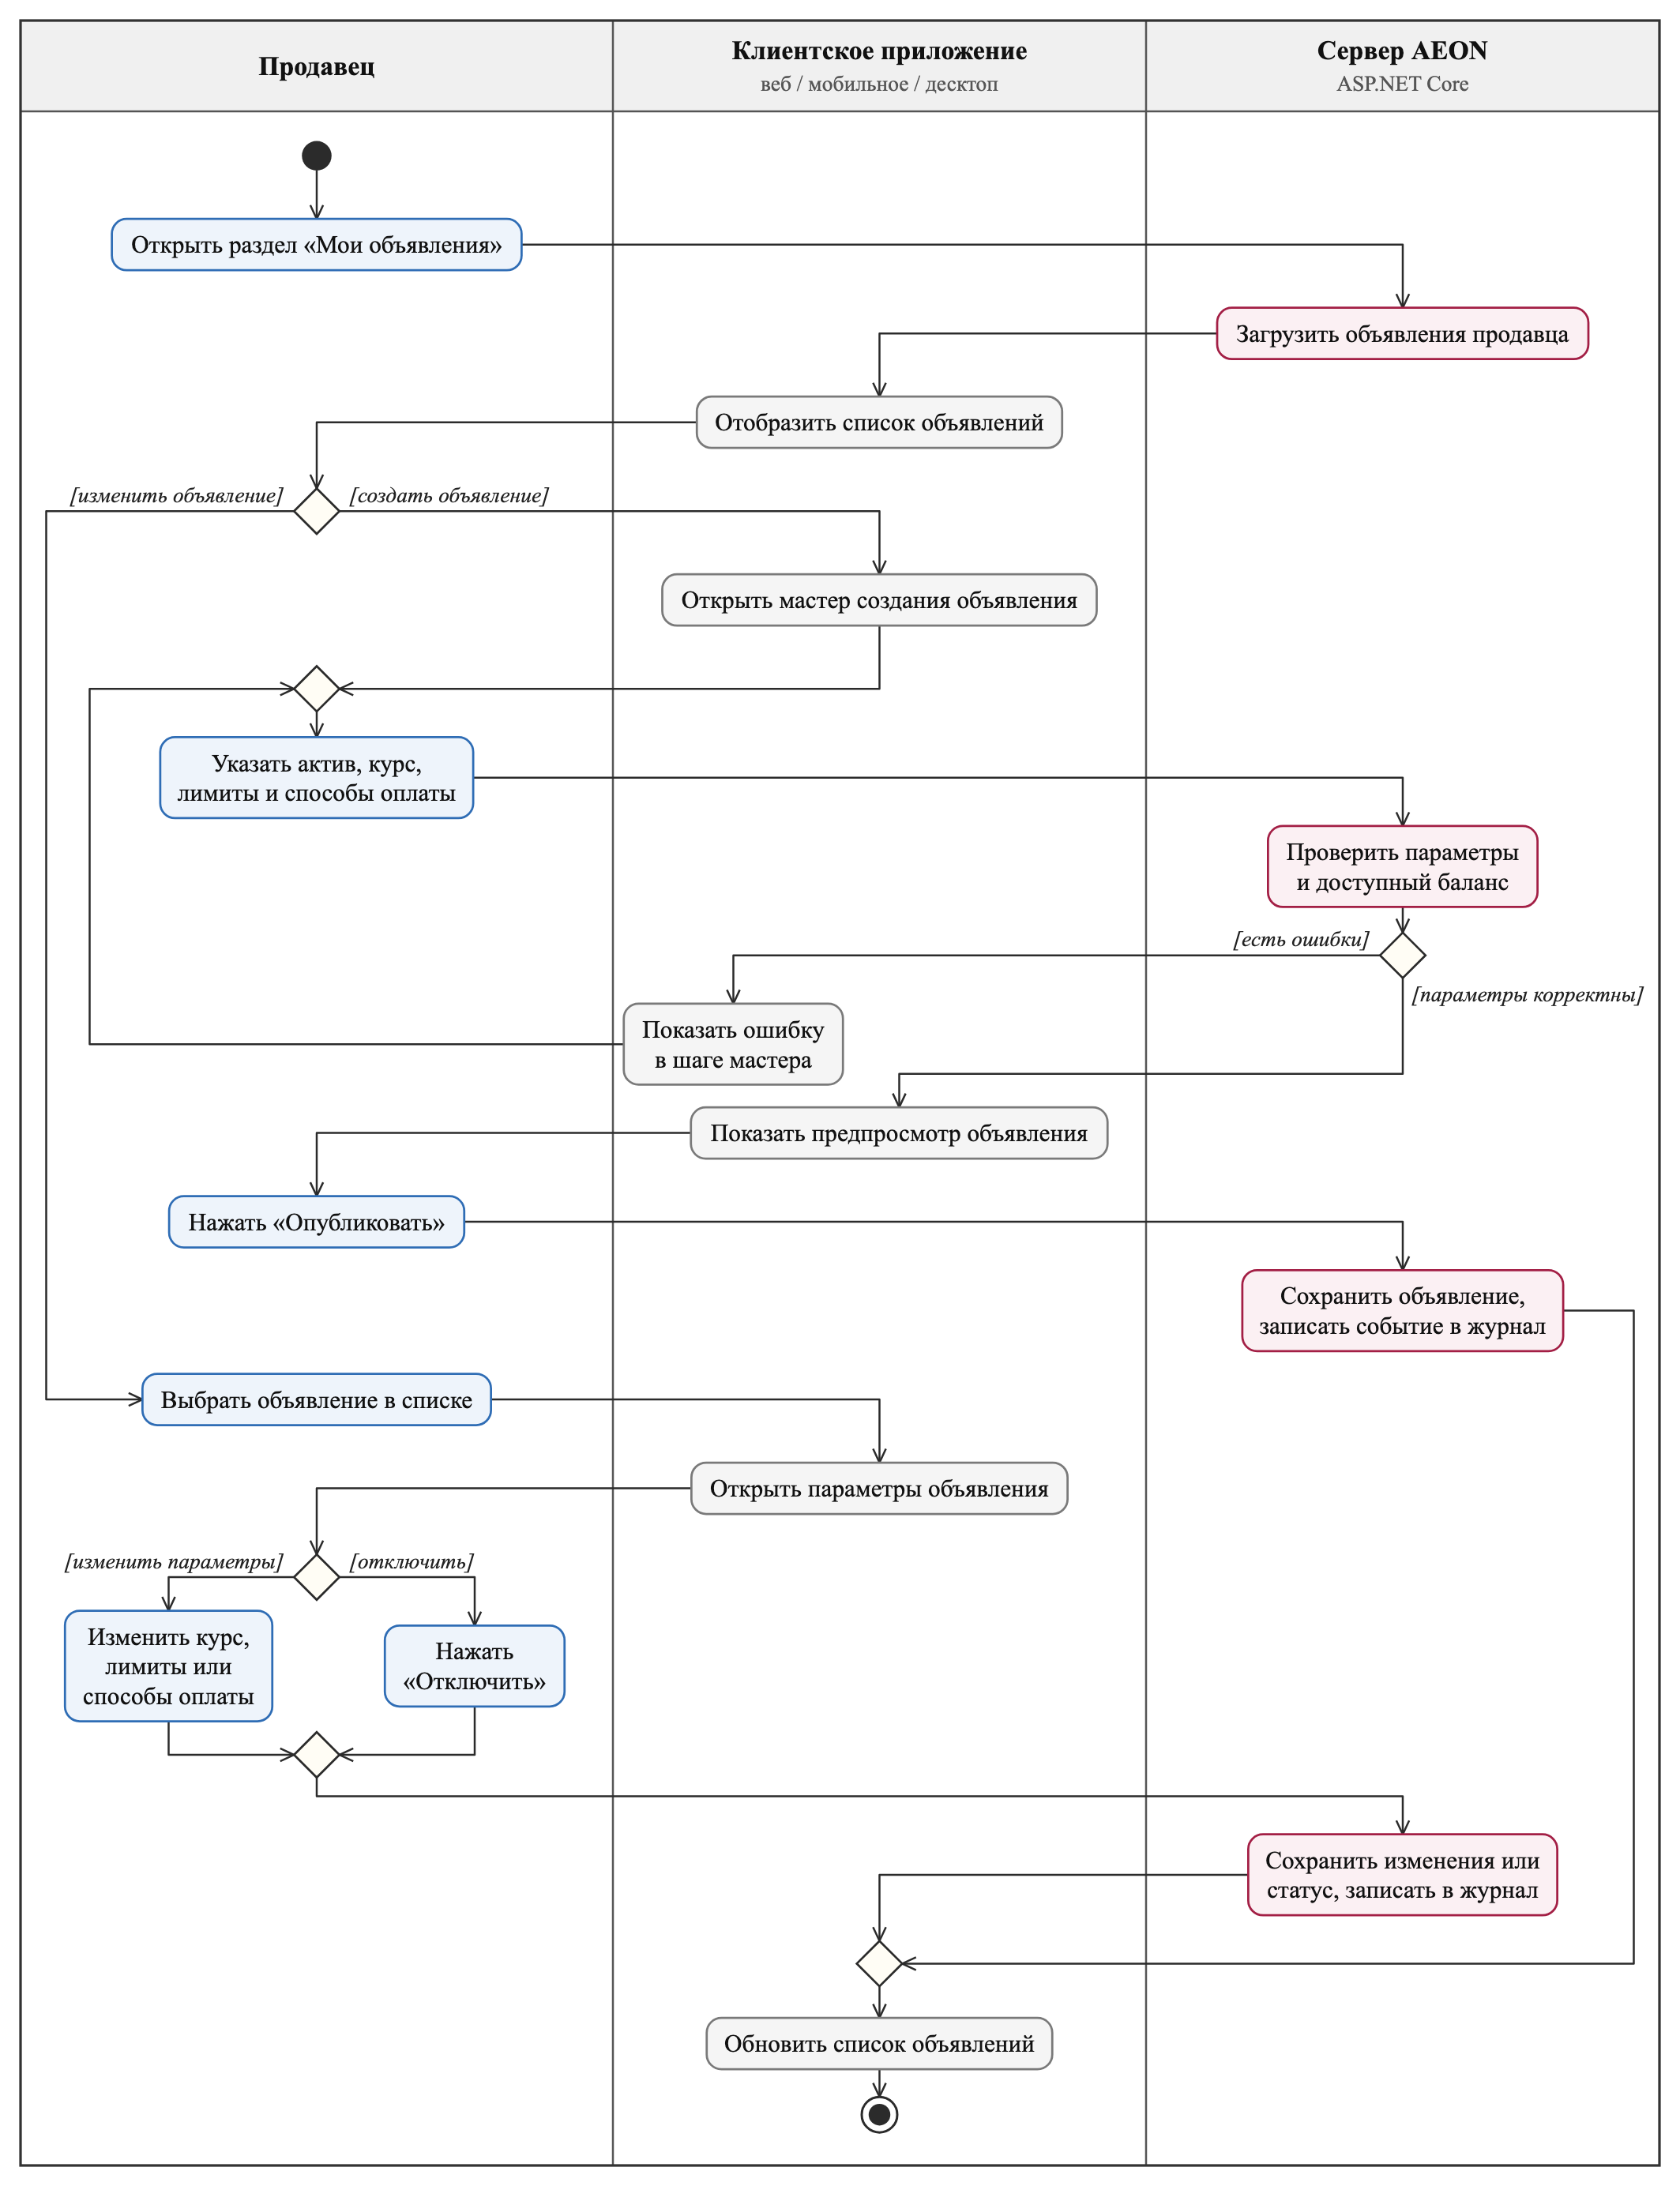 Продавец
Клиентское приложение
веб / мобильное / десктоп
Сервер AEON
ASP.NET Core
Открыть раздел «Мои объявления»
Загрузить объявления продавца
Отобразить список объявлений
[изменить объявление]
[создать объявление]
Открыть мастер создания объявления
Указать актив, курс,
лимиты и способы оплаты
Проверить параметры
и доступный баланс
[есть ошибки]
[параметры корректны]
Показать ошибку
в шаге мастера
Показать предпросмотр объявления
Нажать «Опубликовать»
Сохранить объявление,
записать событие в журнал
Выбрать объявление в списке
Открыть параметры объявления
[изменить параметры]
[отключить]
Изменить курс,
лимиты или
способы оплаты
Нажать
«Отключить»
Сохранить изменения или
статус, записать в журнал
Обновить список объявлений